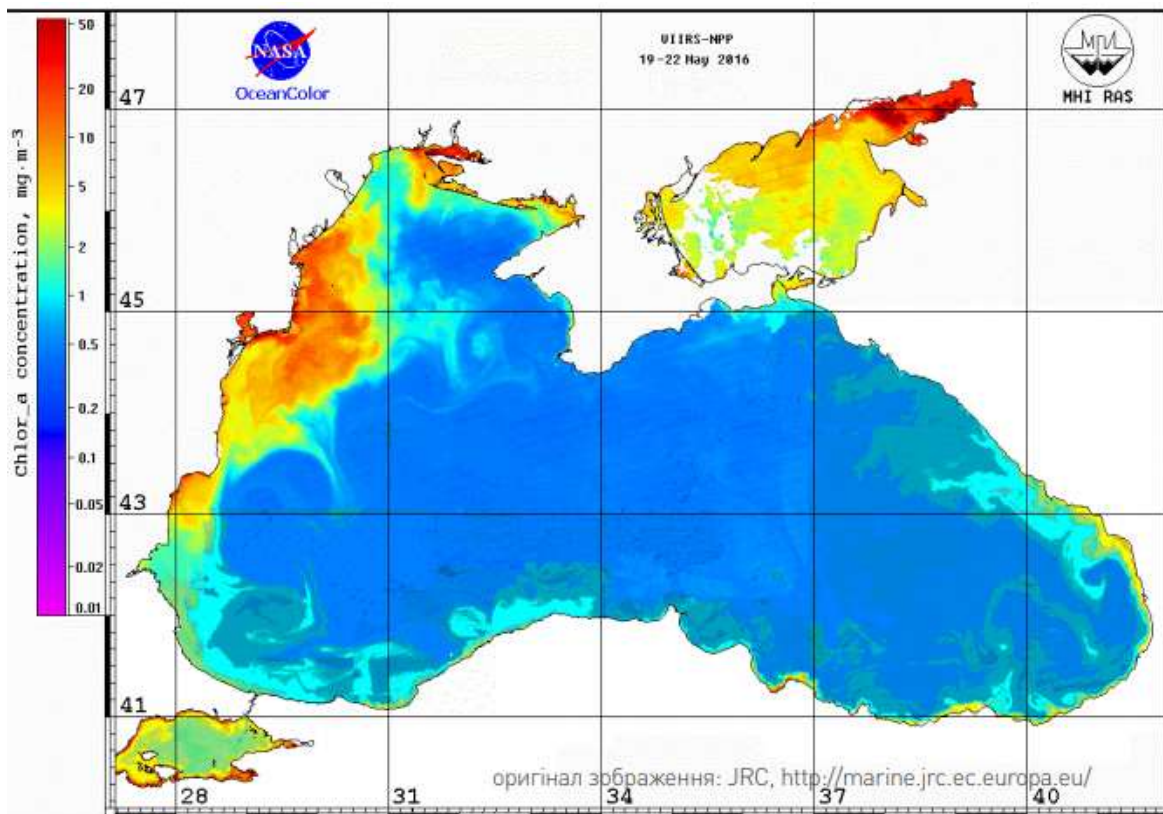 50
20
10
5
2
1
0.5
0.2
0.1
0.05
0.02
0.01
Chlor_a concentration, mg·m⁻³
NASA
OceanColor
VIIRS-NPP
19-22 May 2016
МГИ
MHI RAS
47
45
43
41
28
31
34
37
40
оригінал зображення: JRC, http://marine.jrc.ec.europa.eu/